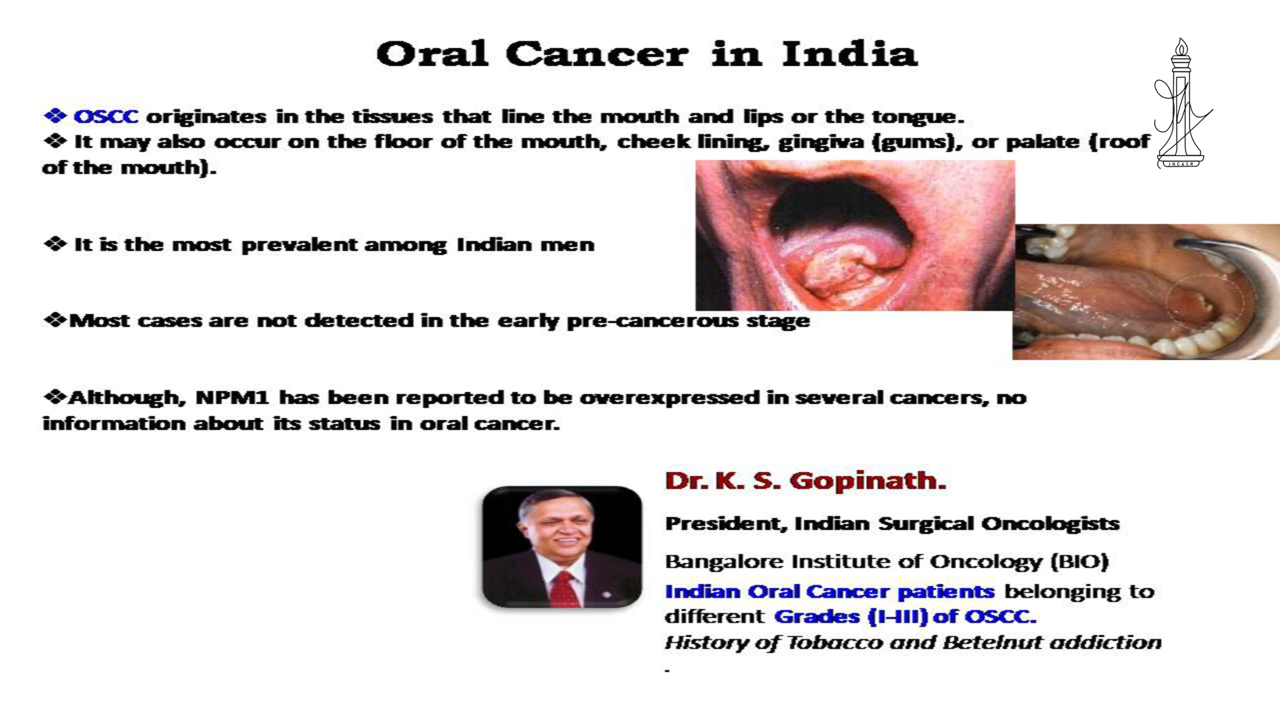 Oral Cancer in India
❖ OSCC originates in the tissues that line the mouth and lips or the tongue.
❖ It may also occur on the floor of the mouth, cheek lining, gingiva (gums), or palate (roof
of the mouth).
❖ It is the most prevalent among Indian men
❖Most cases are not detected in the early pre-cancerous stage
❖Although, NPM1 has been reported to be overexpressed in several cancers, no
information about its status in oral cancer.
Dr. K. S. Gopinath.
President, Indian Surgical Oncologists
Bangalore Institute of Oncology (BIO)
Indian Oral Cancer patients belonging to
different Grades (I-III) of OSCC.
History of Tobacco and Betelnut addiction
.
JNCASR